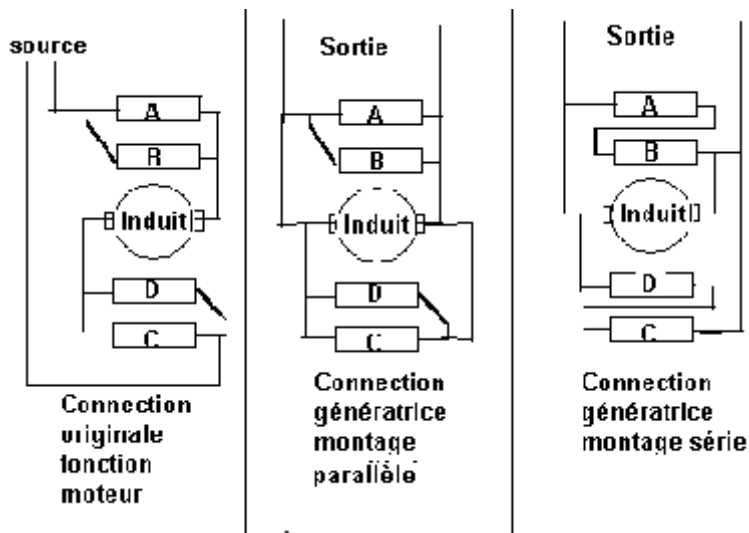 source
A
B
Induit
D
C
Connection
originale
fonction
moteur
Sortie
A
B
Induit
D
C
Connection
génératrice
montage
parallèle
Sortie
A
B
Induit
D
C
Connection
génératrice
montage série